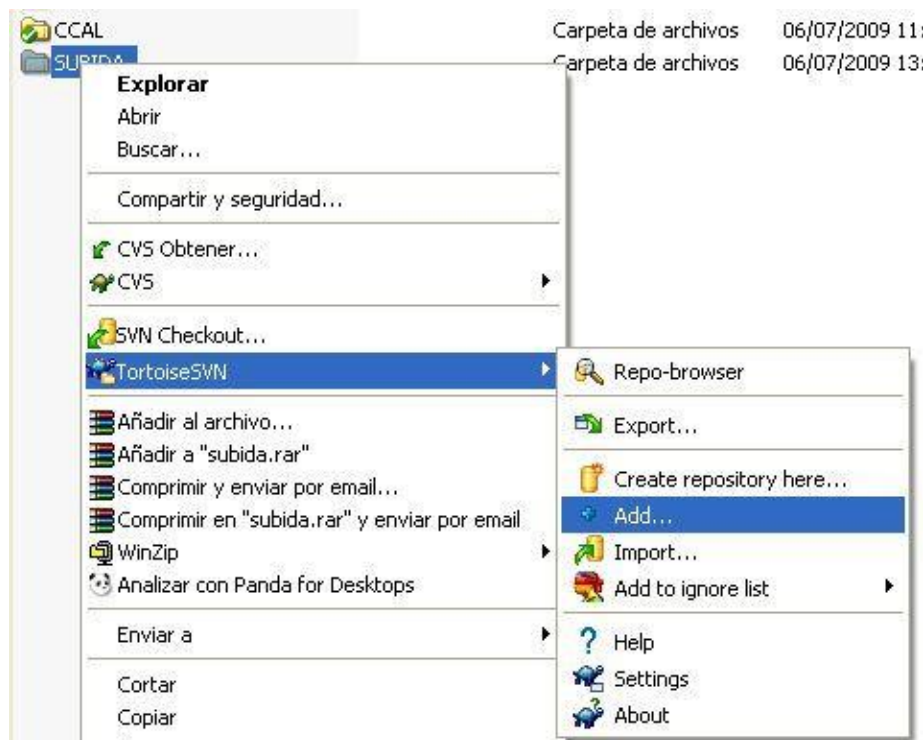 CCAL Carpeta de archivos 06/07/2009 11:
SUBIDA Carpeta de archivos 06/07/2009 13:
Explorar
Abrir
Buscar...
Compartir y seguridad...
CVS Obtener...
CVS
SVN Checkout...
TortoiseSVN
Añadir al archivo...
Añadir a "subida.rar"
Comprimir y enviar por email...
Comprimir en "subida.rar" y enviar por email
WinZip
Analizar con Panda for Desktops
Enviar a
Cortar
Copiar
Repo-browser
Export...
Create repository here...
Add...
Import...
Add to ignore list
Help
Settings
About